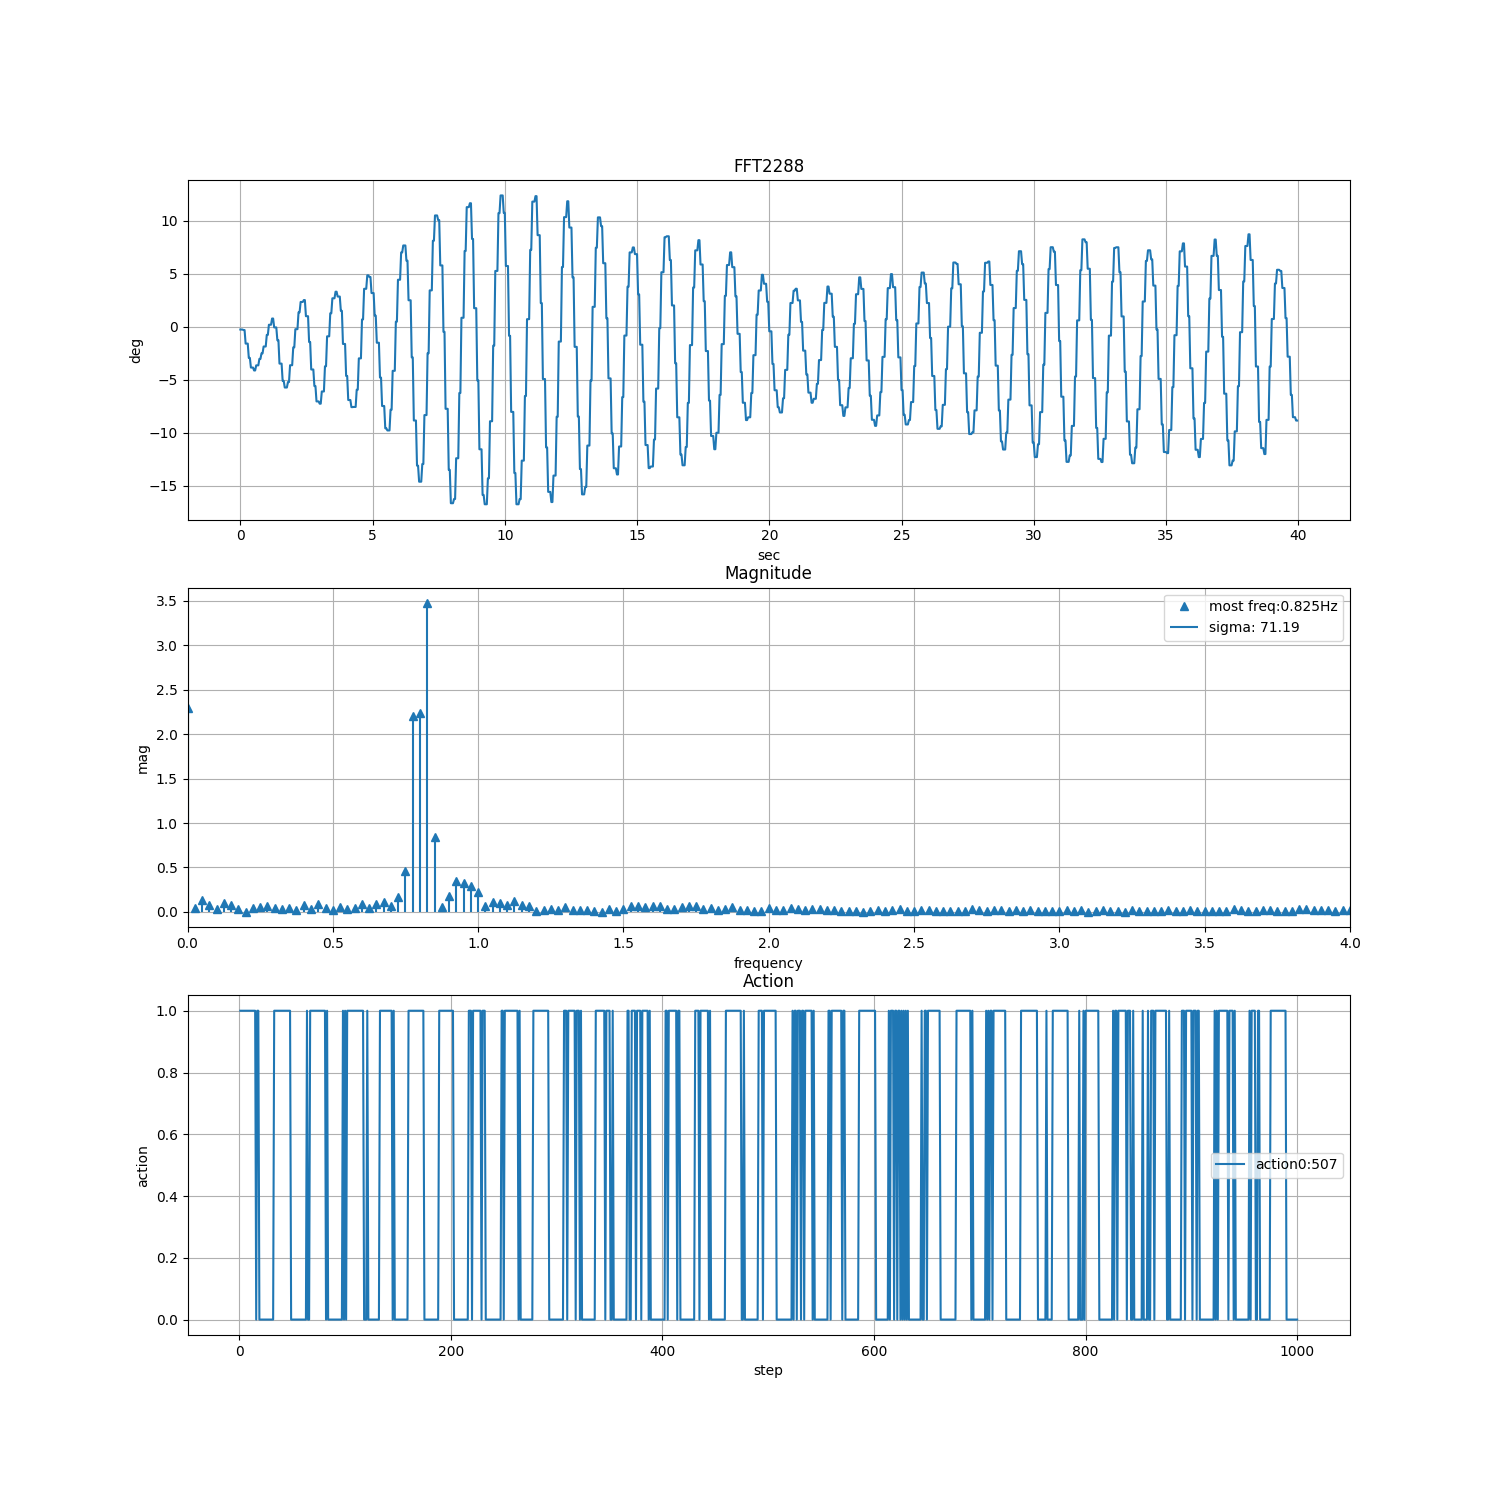 FFT2288
deg
10
5
0
−5
−10
−15
0 5 10 15 20 25 30 35 40
sec
Magnitude
most freq:0.825Hz
sigma: 71.19
mag
3.5
3.0
2.5
2.0
1.5
1.0
0.5
0.0
0.0 0.5 1.0 1.5 2.0 2.5 3.0 3.5 4.0
frequency
Action
action0:507
action
1.0
0.8
0.6
0.4
0.2
0.0
0 200 400 600 800 1000
step